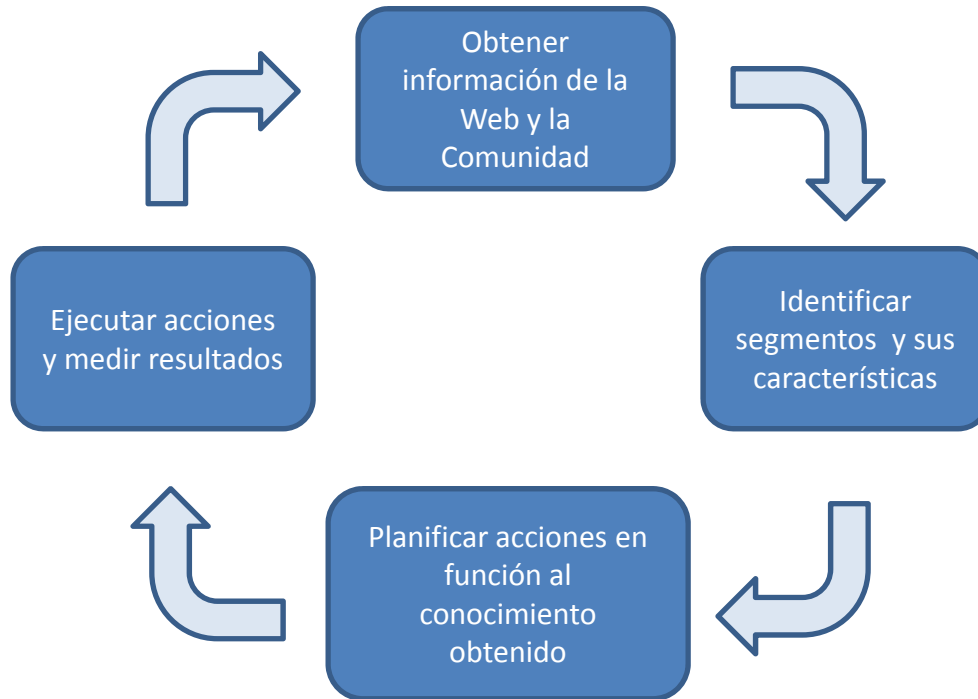 Obtener
información de la
Web y la
Comunidad
Identificar
segmentos y sus
características
Planificar acciones en
función al
conocimiento
obtenido
Ejecutar acciones
y medir resultados